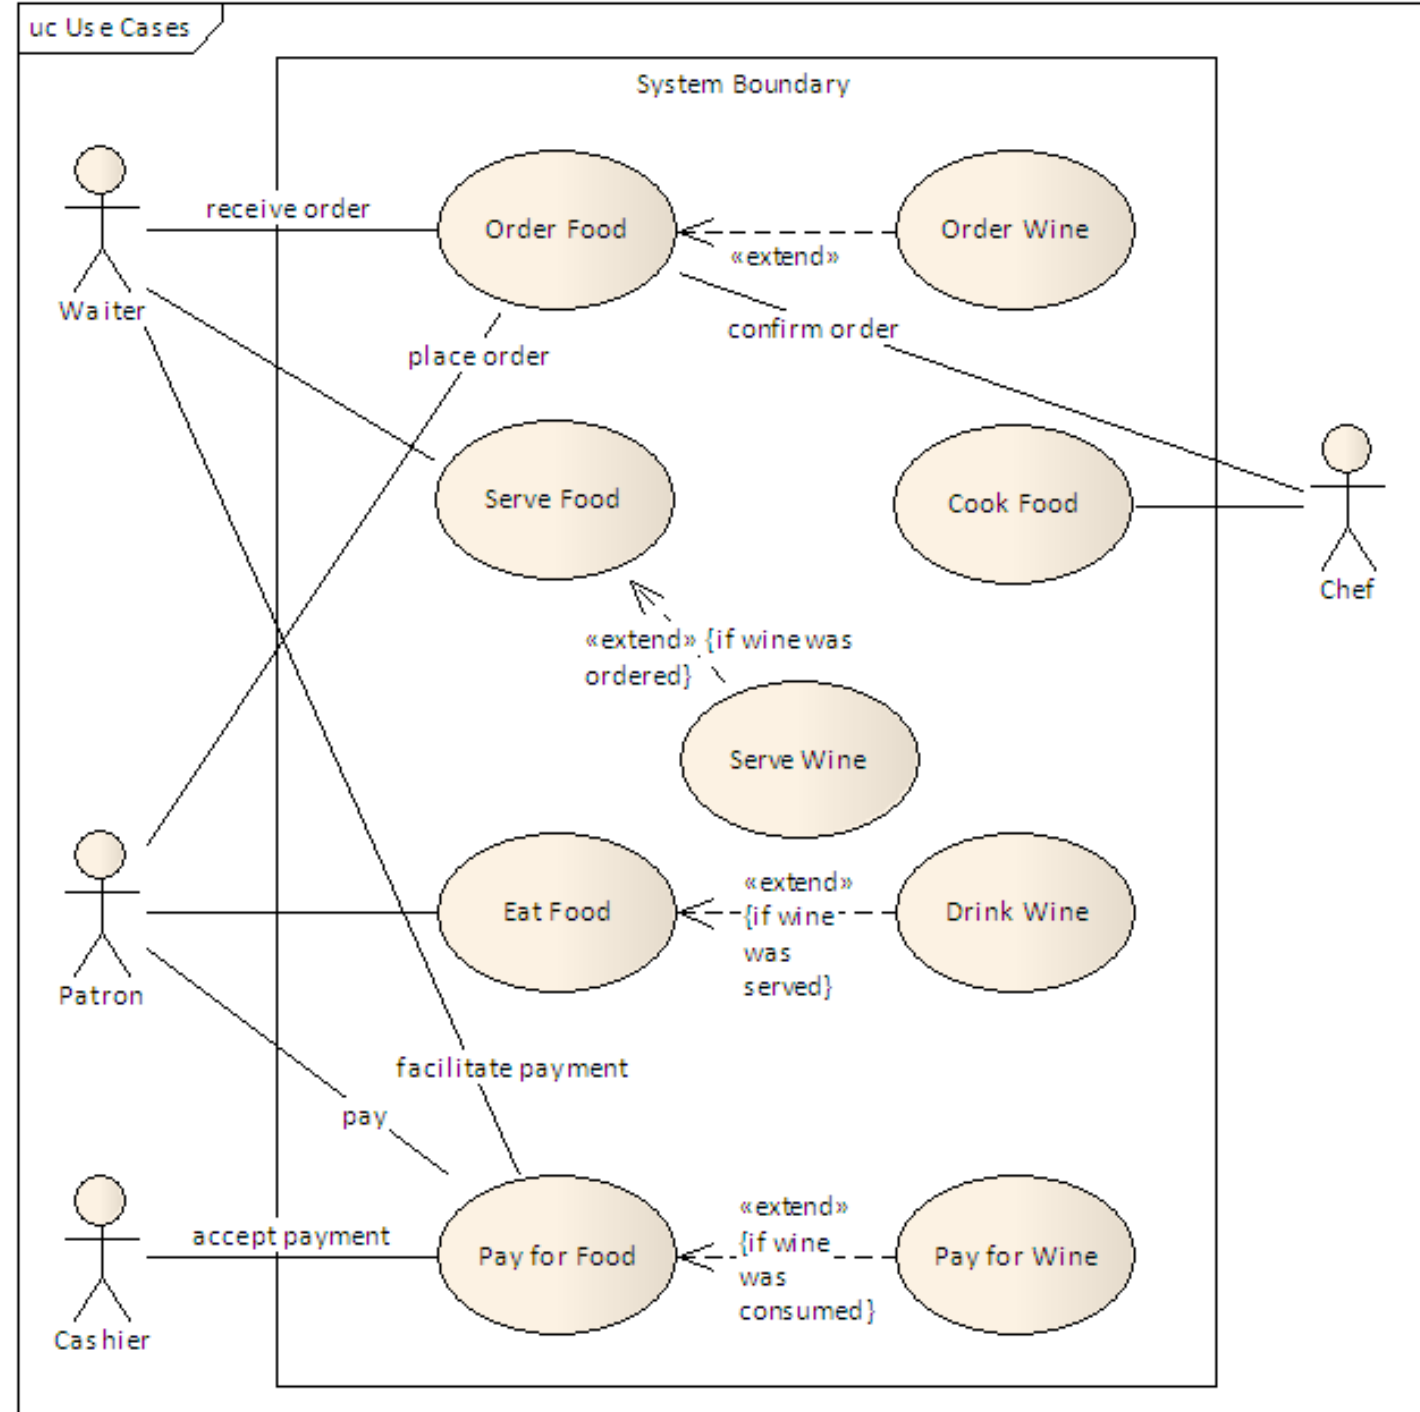 uc Use Cases
System Boundary
receive order
Order Food
Order Wine
«extend»
Waiter
confirm order
place order
Serve Food
Cook Food
Chef
«extend» {if wine was
ordered}
Serve Wine
Eat Food
«extend»
{if wine
was
served}
Drink Wine
Patron
facilitate payment
pay
accept payment
Pay for Food
«extend»
{if wine
was
consumed}
Pay for Wine
Cashier